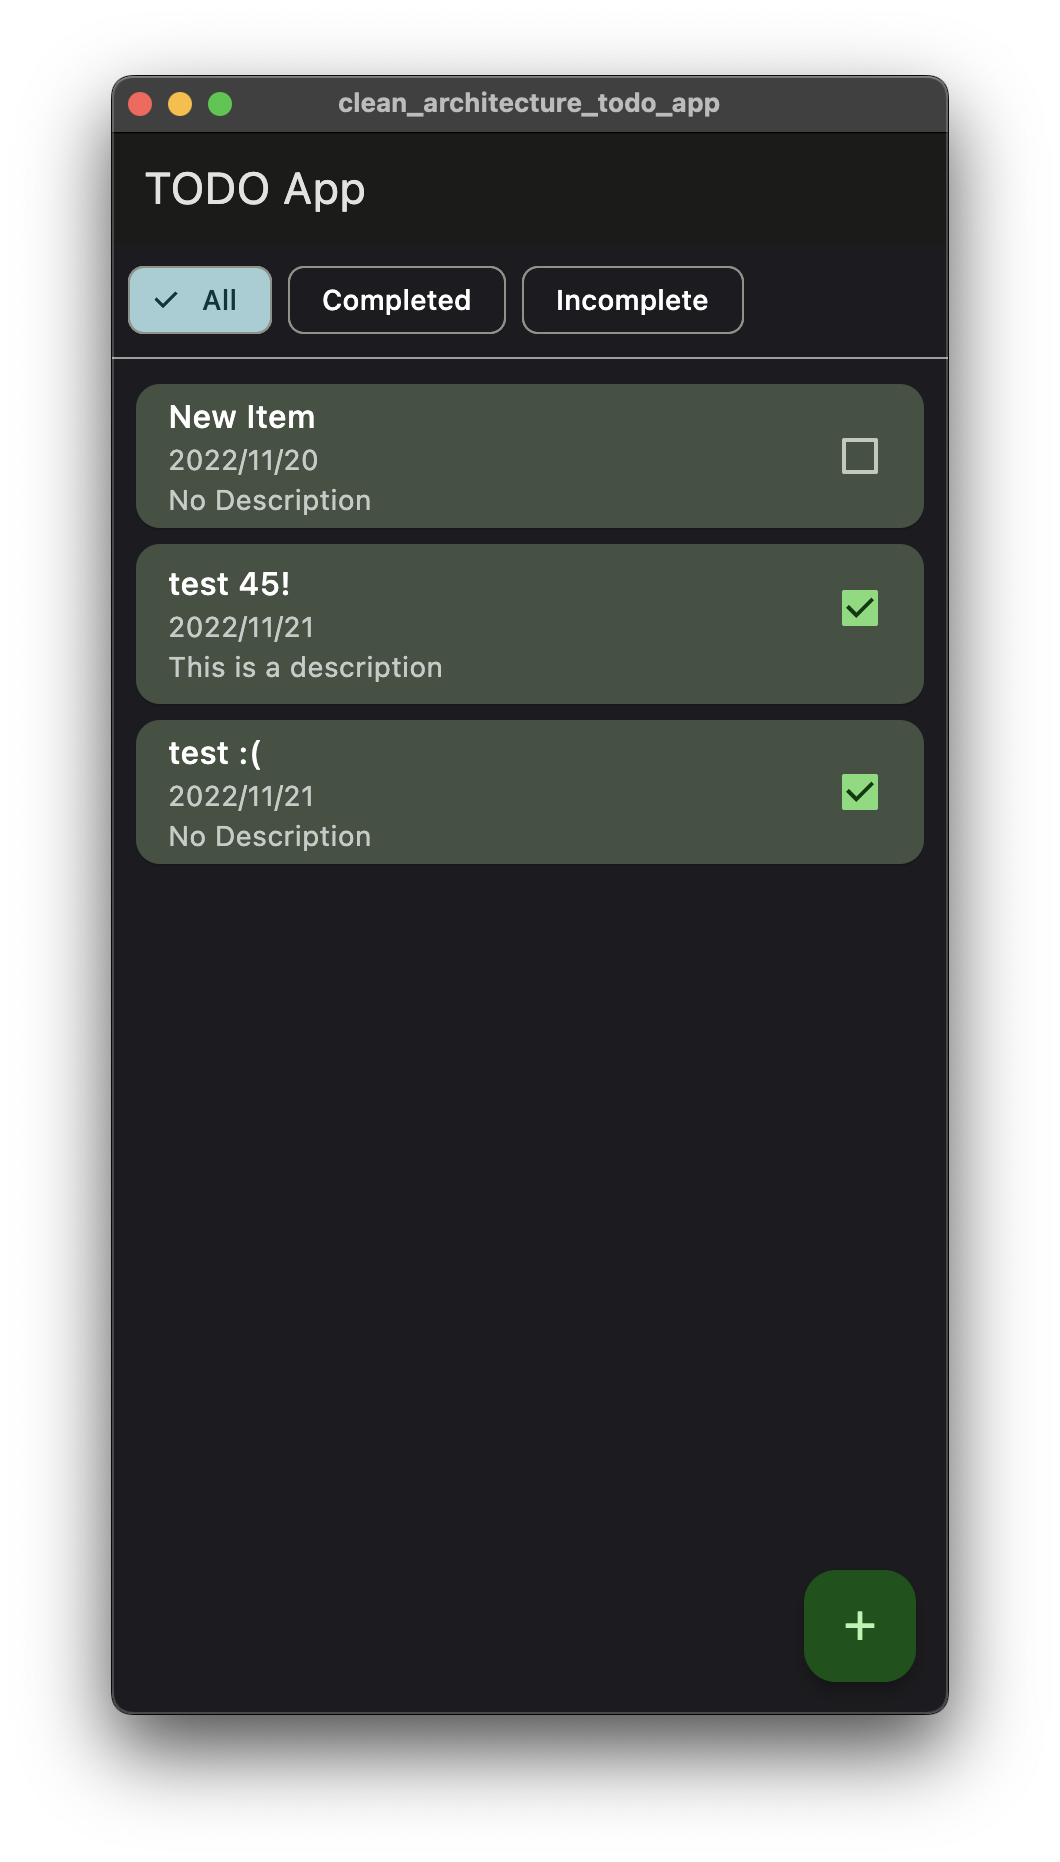 clean_architecture_todo_app
TODO App
All
Completed
Incomplete
New Item
2022/11/20
No Description
test 45!
2022/11/21
This is a description
test :(
2022/11/21
No Description